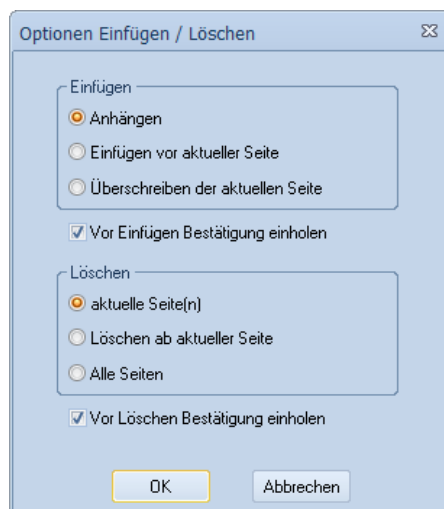 Optionen Einfügen / Löschen
Einfügen
Anhängen
Einfügen vor aktueller Seite
Überschreiben der aktuellen Seite
Vor Einfügen Bestätigung einholen
Löschen
aktuelle Seite(n)
Löschen ab aktueller Seite
Alle Seiten
Vor Löschen Bestätigung einholen
OK Abbrechen